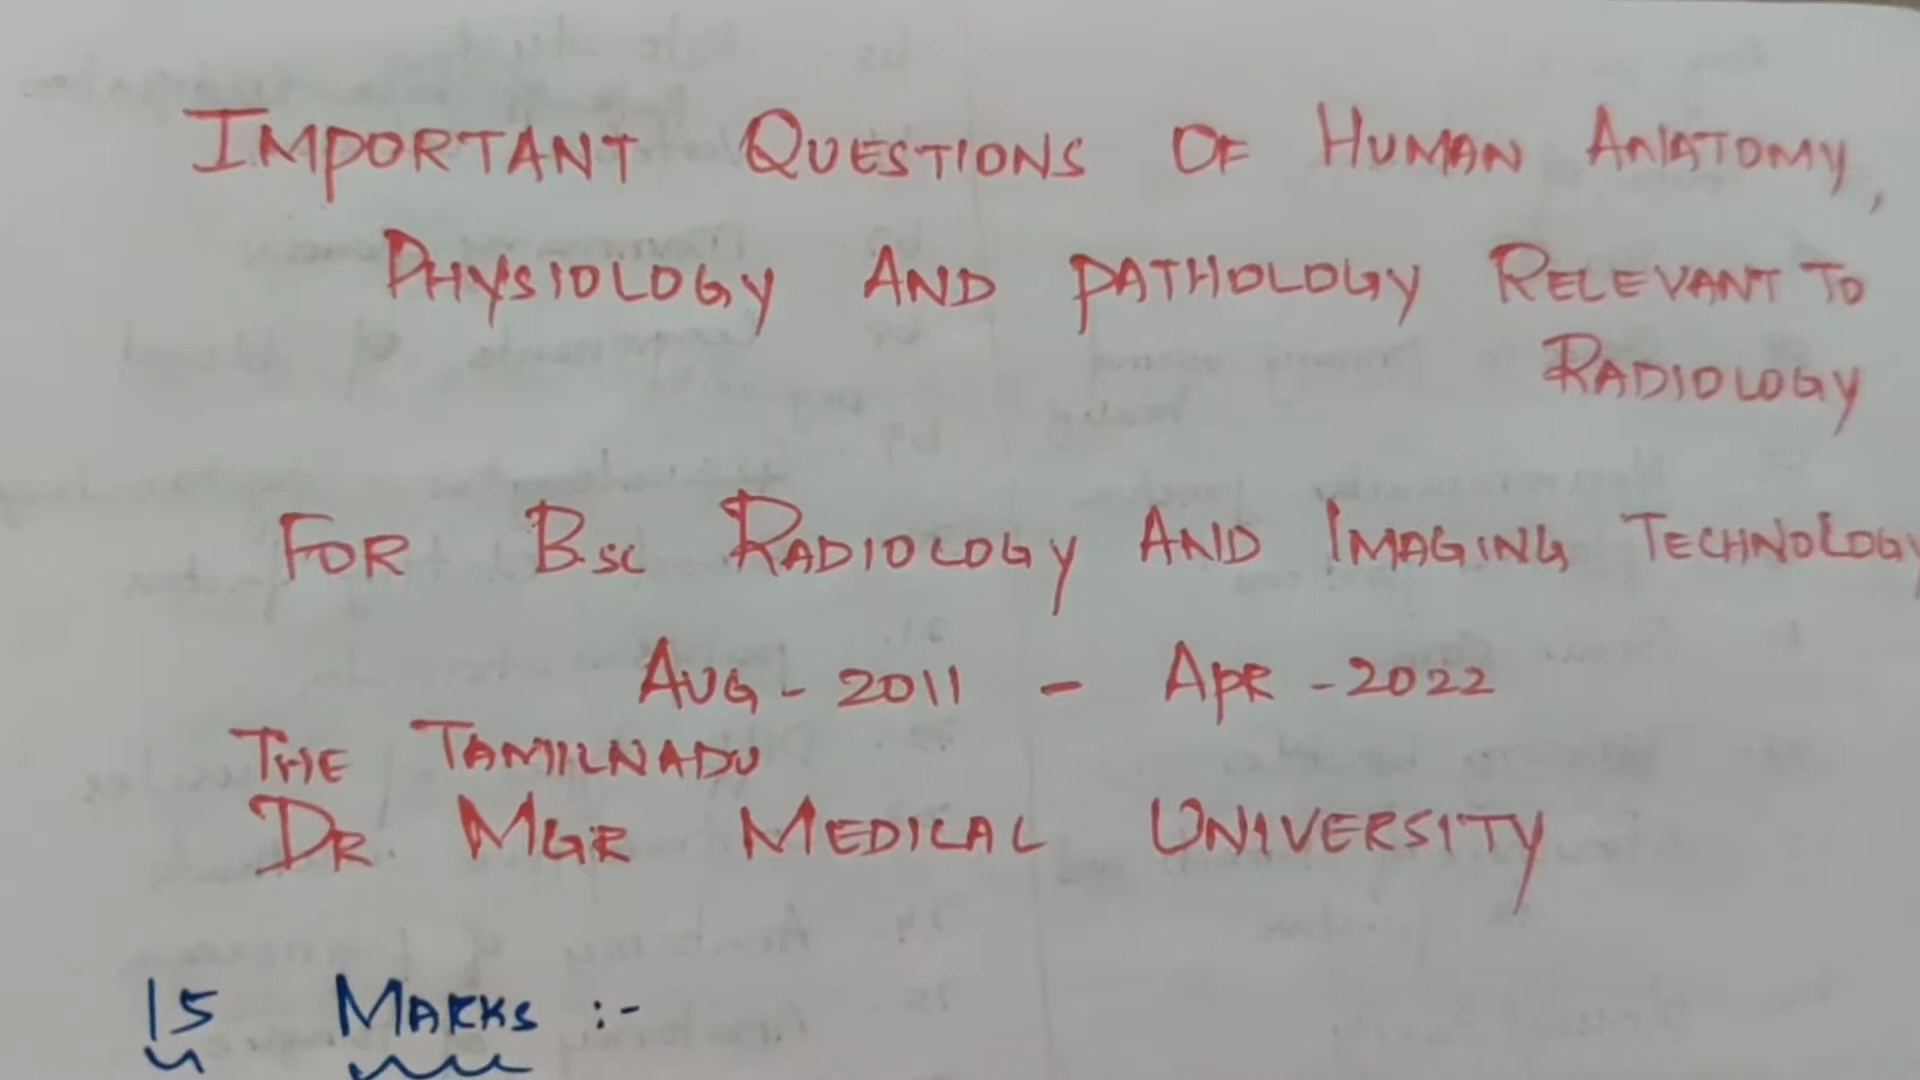 IMPORTANT QUESTIONS OF HUMAN ANATOMY,
PHYSIOLOGY AND PATHOLOGY RELEVANT TO
RADIOLOGY
FOR B.sc RADIOLOGY AND IMAGING TECHNOLOGY
AUG - 2011 - APR - 2022
THE TAMILNADU
DR. MGR MEDICAL UNIVERSITY
15 MARKS :-